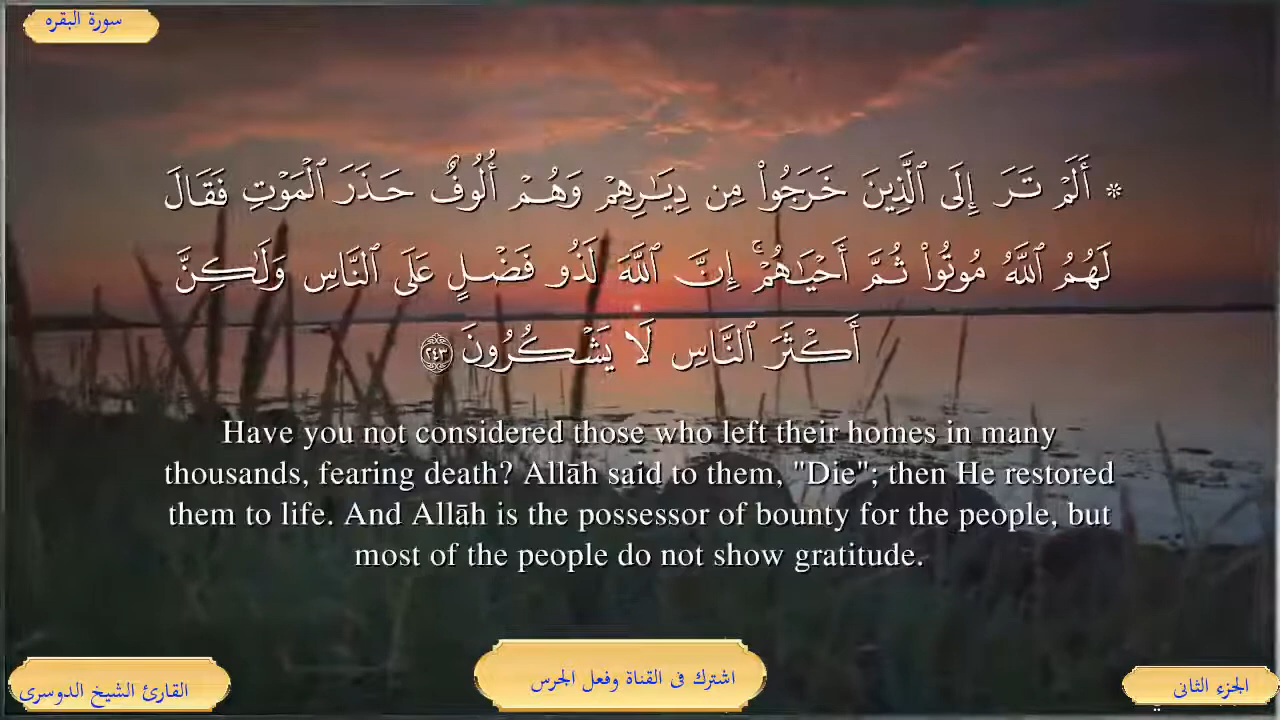 سورة البقره
۞ أَلَمْ تَرَ إِلَى ٱلَّذِينَ خَرَجُوا۟ مِن دِيَـٰرِهِمْ وَهُمْ أُلُوفٌ حَذَرَ ٱلْمَوْتِ فَقَالَ
لَهُمُ ٱللَّهُ مُوتُوا۟ ثُمَّ أَحْيَـٰهُمْ ۚ إِنَّ ٱللَّهَ لَذُو فَضْلٍ عَلَى ٱلنَّاسِ وَلَـٰكِنَّ
أَكْثَرَ ٱلنَّاسِ لَا يَشْكُرُونَ ٢٤٣
Have you not considered those who left their homes in many
thousands, fearing death? Allāh said to them, "Die"; then He restored
them to life. And Allāh is the possessor of bounty for the people, but
most of the people do not show gratitude.
القارئ الشيخ الدوسرى
اشترك فى القناة وفعل الجرس
الجزء الثانى